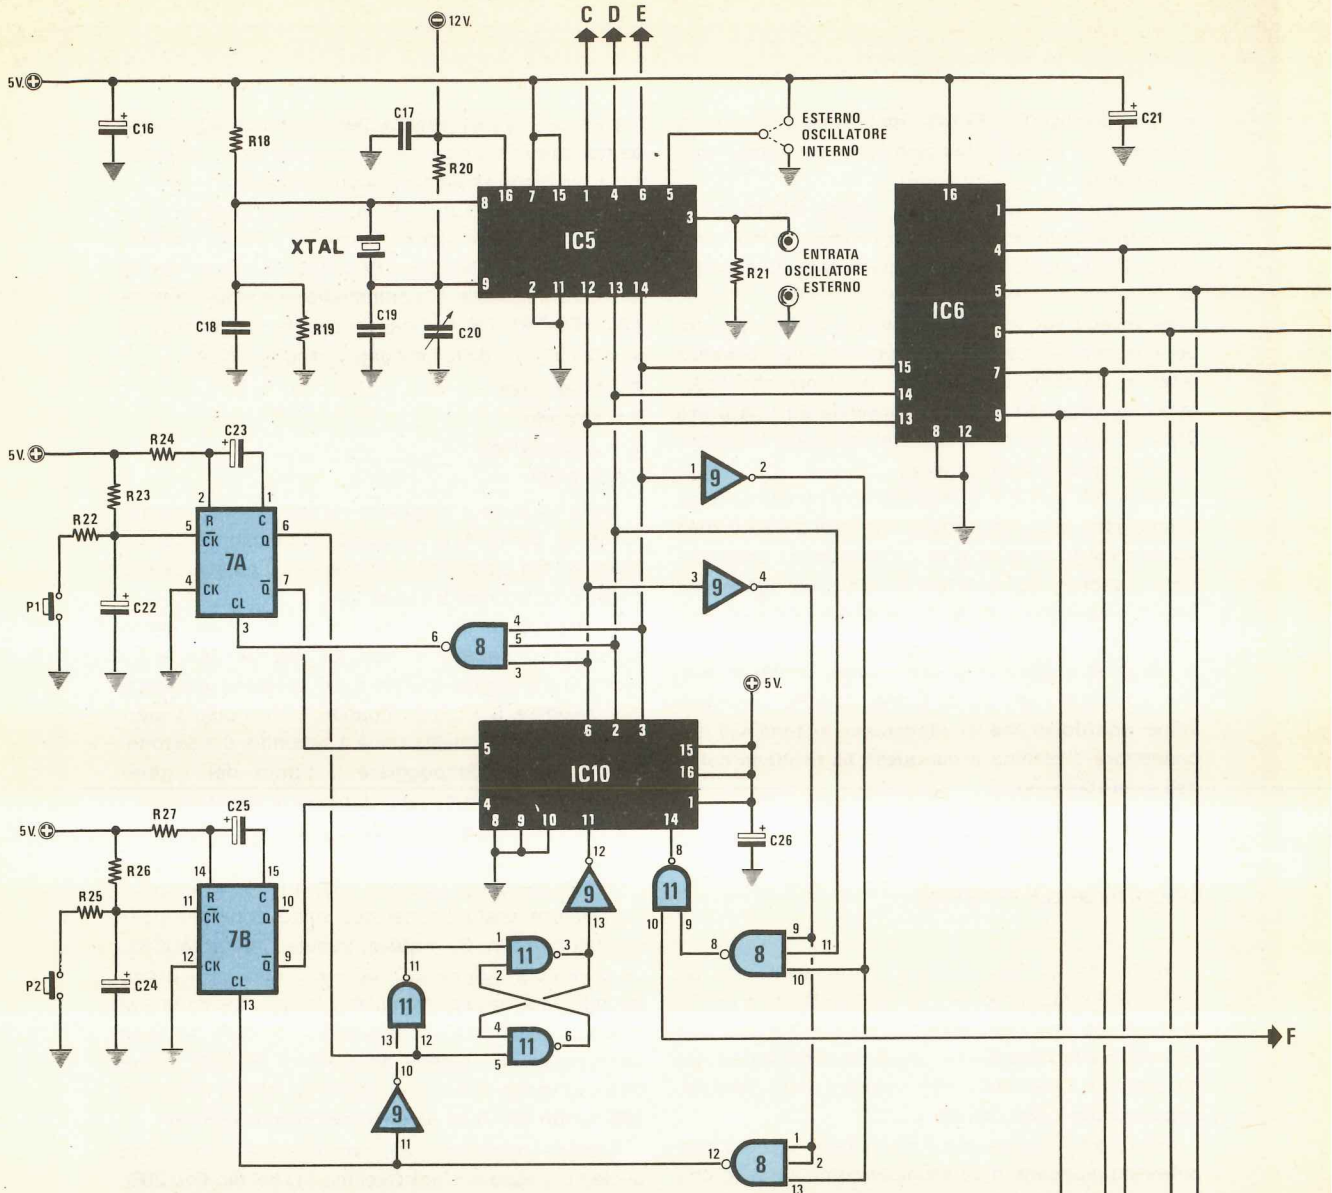 C D E
12 V.
5V.
C16
R18
C17
R20
C21
ESTERNO
OSCILLATORE
INTERNO
8 16 7 15 1 4 6 5
3
IC5
9 2 11 12 13 14
XTAL
C18
R19
C19
C20
R21
ENTRATA
OSCILLATORE
ESTERNO
16
1
4
5
IC6
6
15 7
14
13 9
8 12
5V.
R24
C23
R23
R22
2 1
R C
5 CK Q 6
7A
4 CK Q 7
CL
3
P1
C22
1 9 2
3 9 4
6 8 4
5
3
5V.
6 2 3
5 15
IC10 16
4 1
8 9 10 11 14
C26
5V.
R27
C25
R26
R25
14 15
R C
11 CK Q 10
7B
12 CK Q 9
CL
13
P2
C24
12
9
13
8
11
10 9
1 11 3
2
11
11
13 12
4 11 6
5
10
9
11
8 8 9
11
10
F
12 8 1
2
13